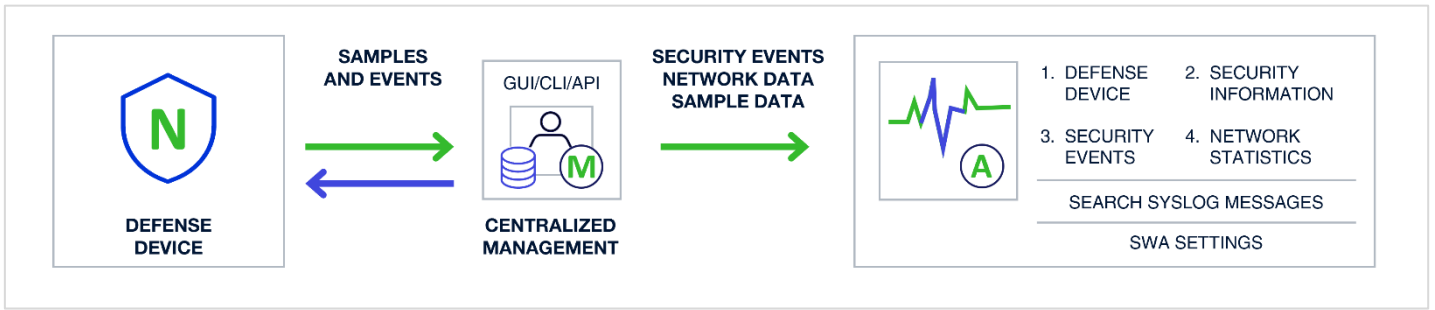 N
DEFENSE
DEVICE
SAMPLES
AND EVENTS
GUI/CLI/API
M
CENTRALIZED
MANAGEMENT
SECURITY EVENTS
NETWORK DATA
SAMPLE DATA
A
1. DEFENSE
DEVICE
2. SECURITY
INFORMATION
3. SECURITY
EVENTS
4. NETWORK
STATISTICS
SEARCH SYSLOG MESSAGES
SWA SETTINGS